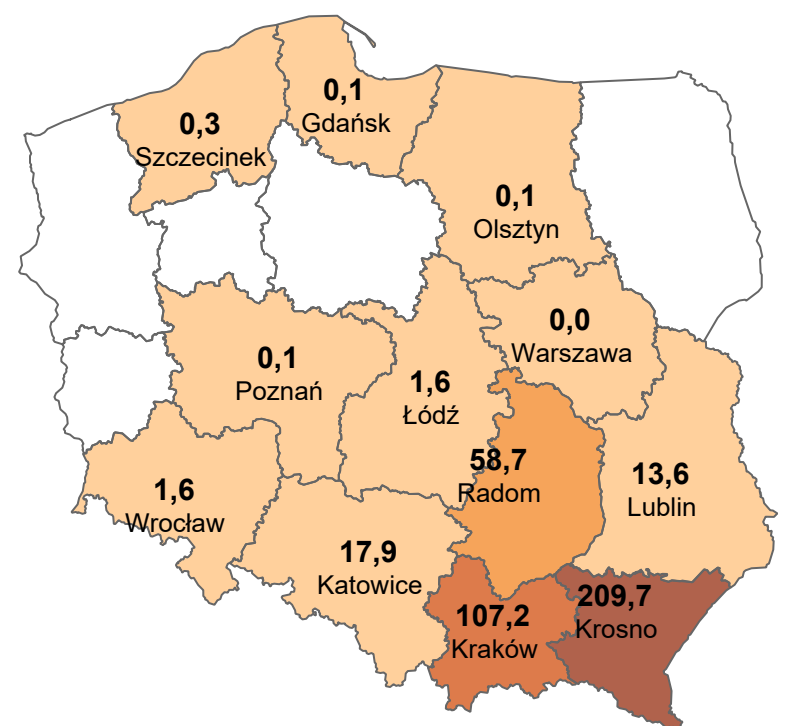 0,1
Gdańsk
0,3
Szczecinek
0,1
Olsztyn
0,0
Warszawa
0,1
Poznań
1,6
Łódź
58,7
Radom
13,6
Lublin
1,6
Wrocław
17,9
Katowice
107,2
Kraków
209,7
Krosno